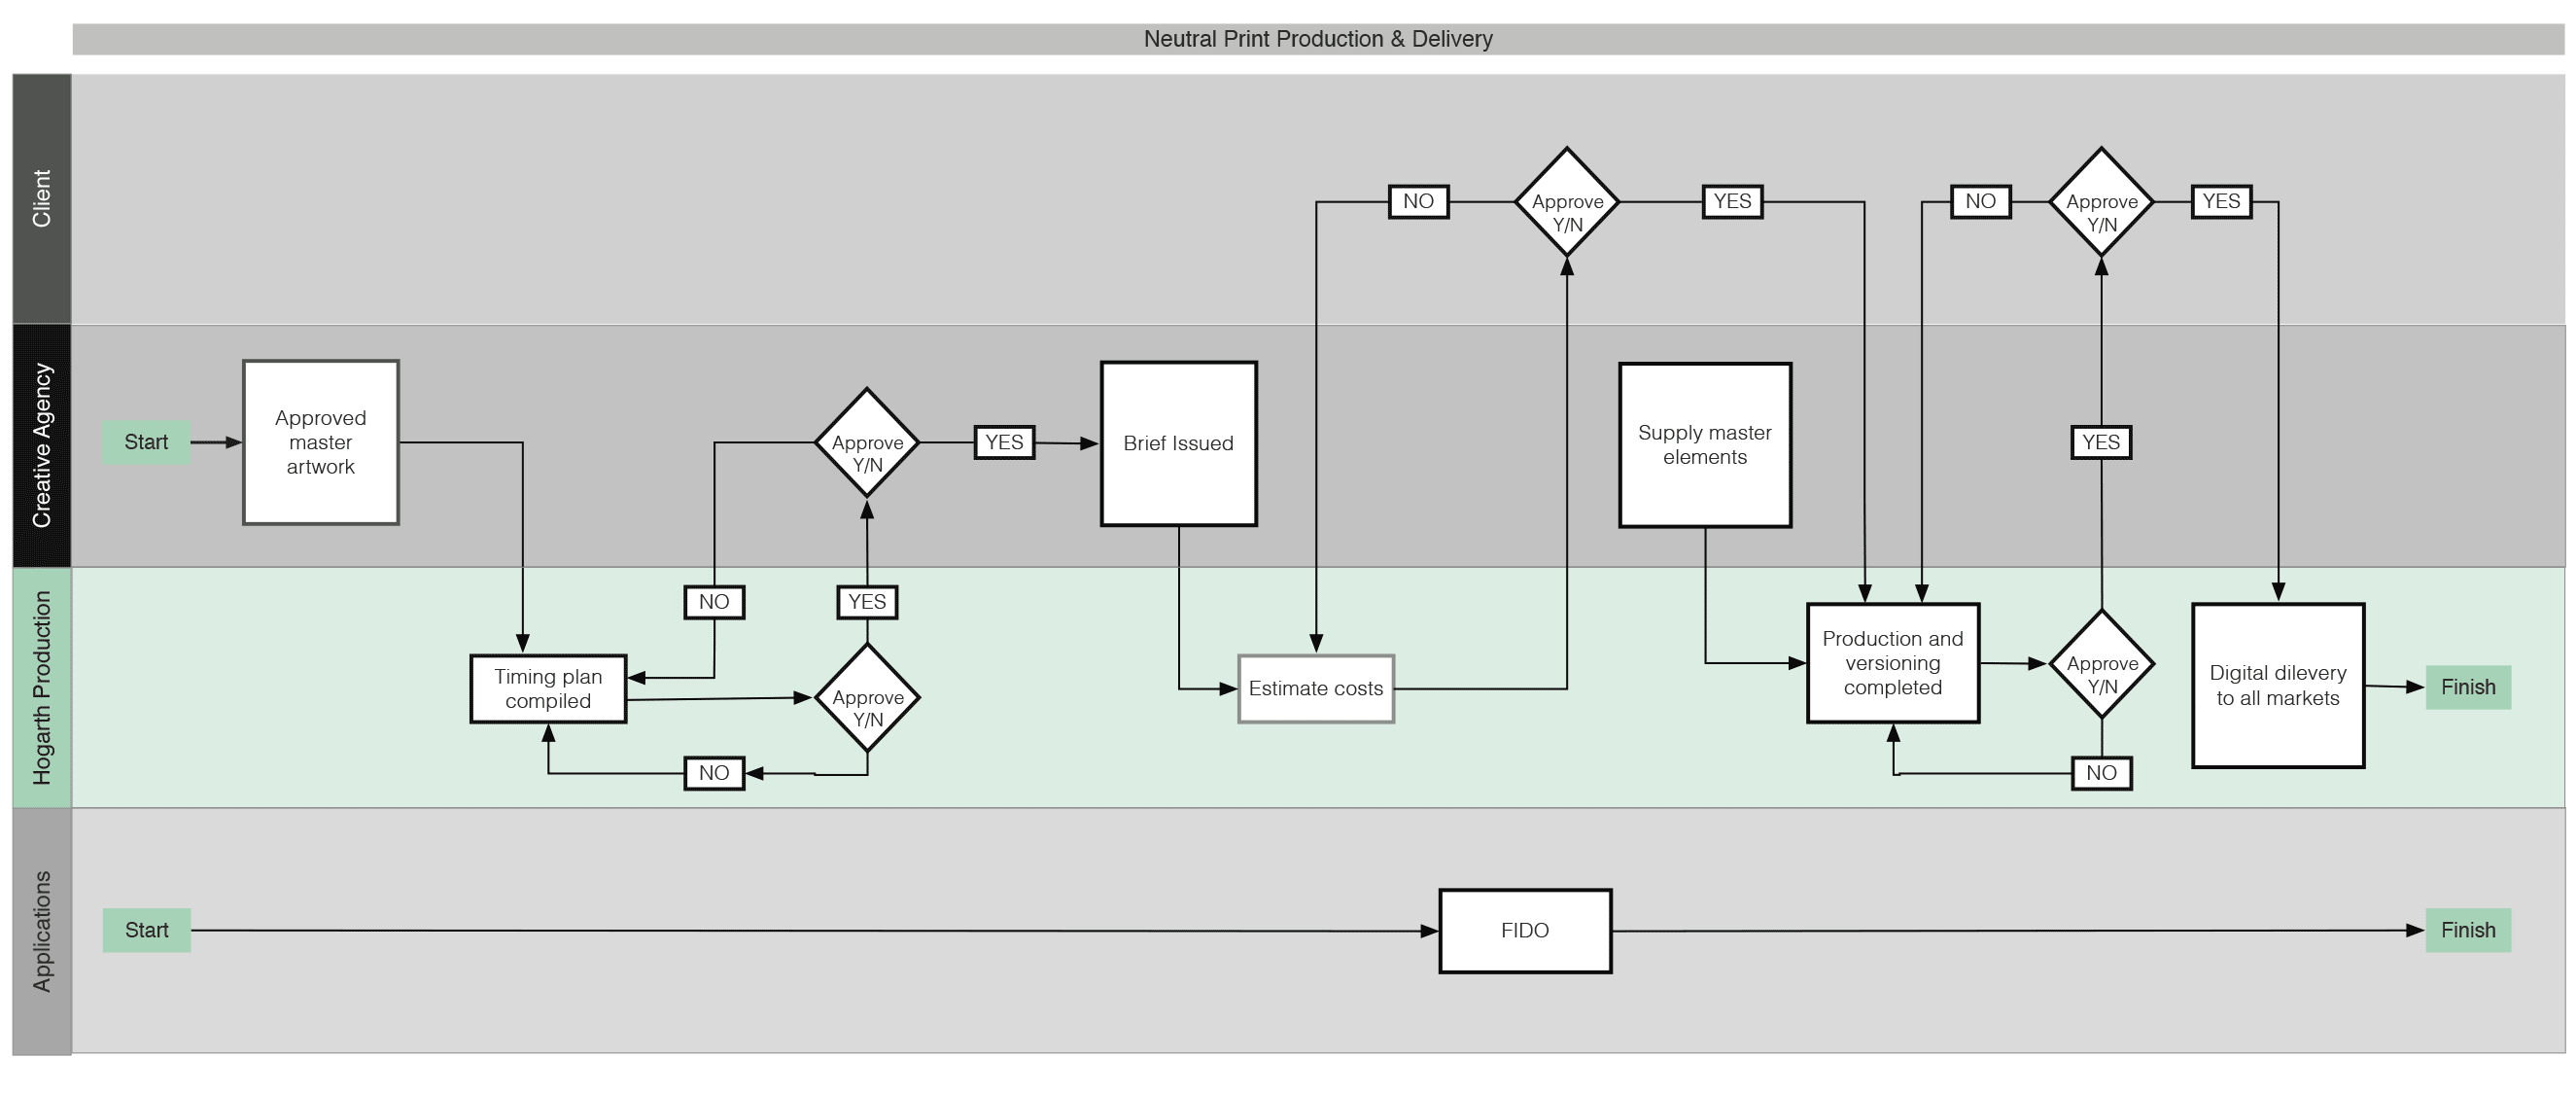 Neutral Print Production & Delivery
Client
NO
Approve
Y/N
YES
NO
Approve
Y/N
YES
Creative Agency
Start
Approved
master
artwork
Approve
Y/N
YES
Brief Issued
Supply master
elements
YES
Hogarth Production
NO
YES
Timing plan
compiled
Approve
Y/N
NO
Estimate costs
Production and
versioning
completed
Approve
Y/N
NO
Digital dilevery
to all markets
Finish
Applications
Start
FIDO
Finish